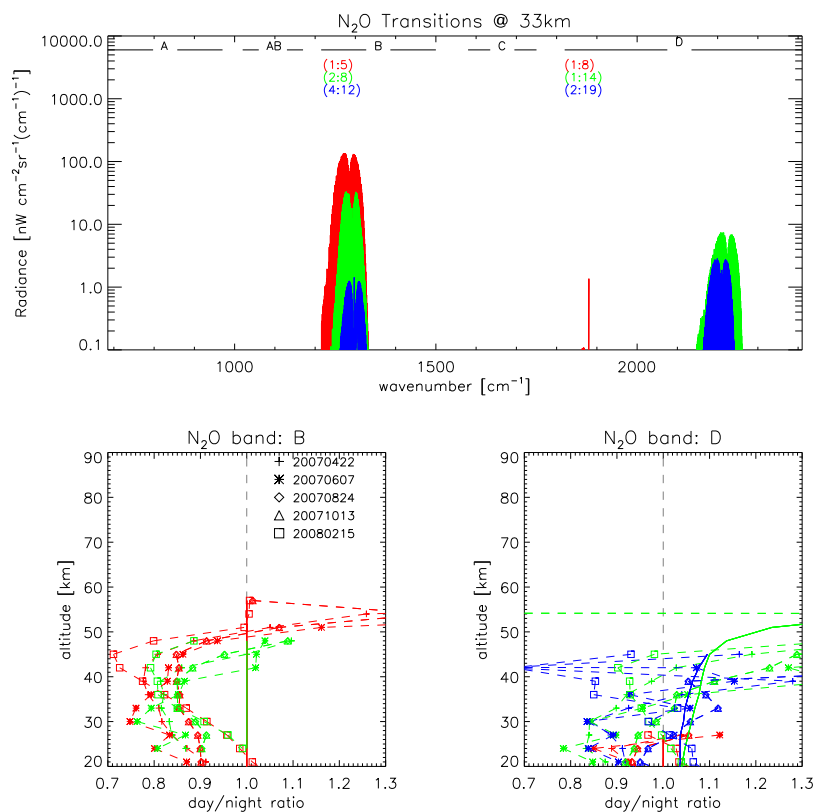 N₂O Transitions @ 33km
10000.0
A AB B C D
(1:5) (1:8)
(2:8) (1:14)
(4:12) (2:19)
1000.0
100.0
10.0
1.0
0.1
Radiance [nW cm⁻²sr⁻¹(cm⁻¹)⁻¹]
1000 1500 2000
wavenumber [cm⁻¹]
N₂O band: B
90
80
70
60
50
40
30
20
altitude [km]
20070422
20070607
20070824
20071013
20080215
0.7 0.8 0.9 1.0 1.1 1.2 1.3
day/night ratio
N₂O band: D
90
80
70
60
50
40
30
20
altitude [km]
0.7 0.8 0.9 1.0 1.1 1.2 1.3
day/night ratio